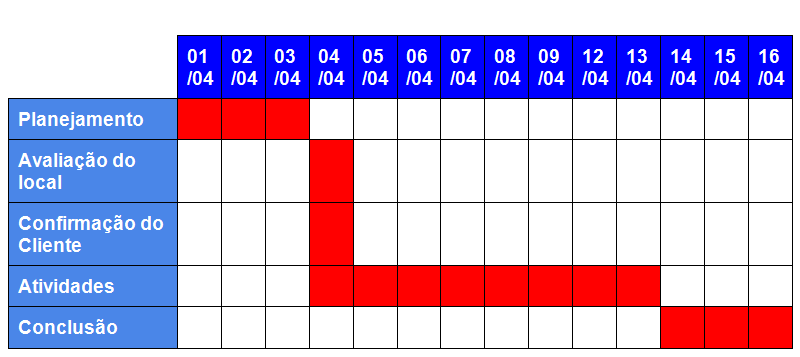 01 02 03 04 05 06 07 08 09 12 13 14 15 16
/04 /04 /04 /04 /04 /04 /04 /04 /04 /04 /04 /04 /04 /04
Planejamento
Avaliação do
local
Confirmação do
Cliente
Atividades
Conclusão